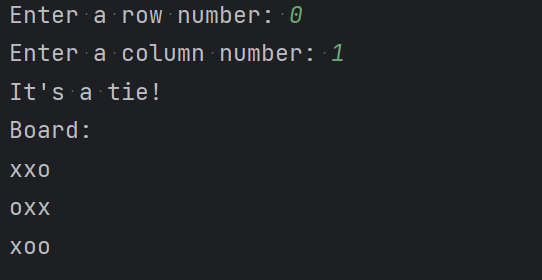 Enter a row number: 0
Enter a column number: 1
It's a tie!
Board:
xxo
oxx
xoo